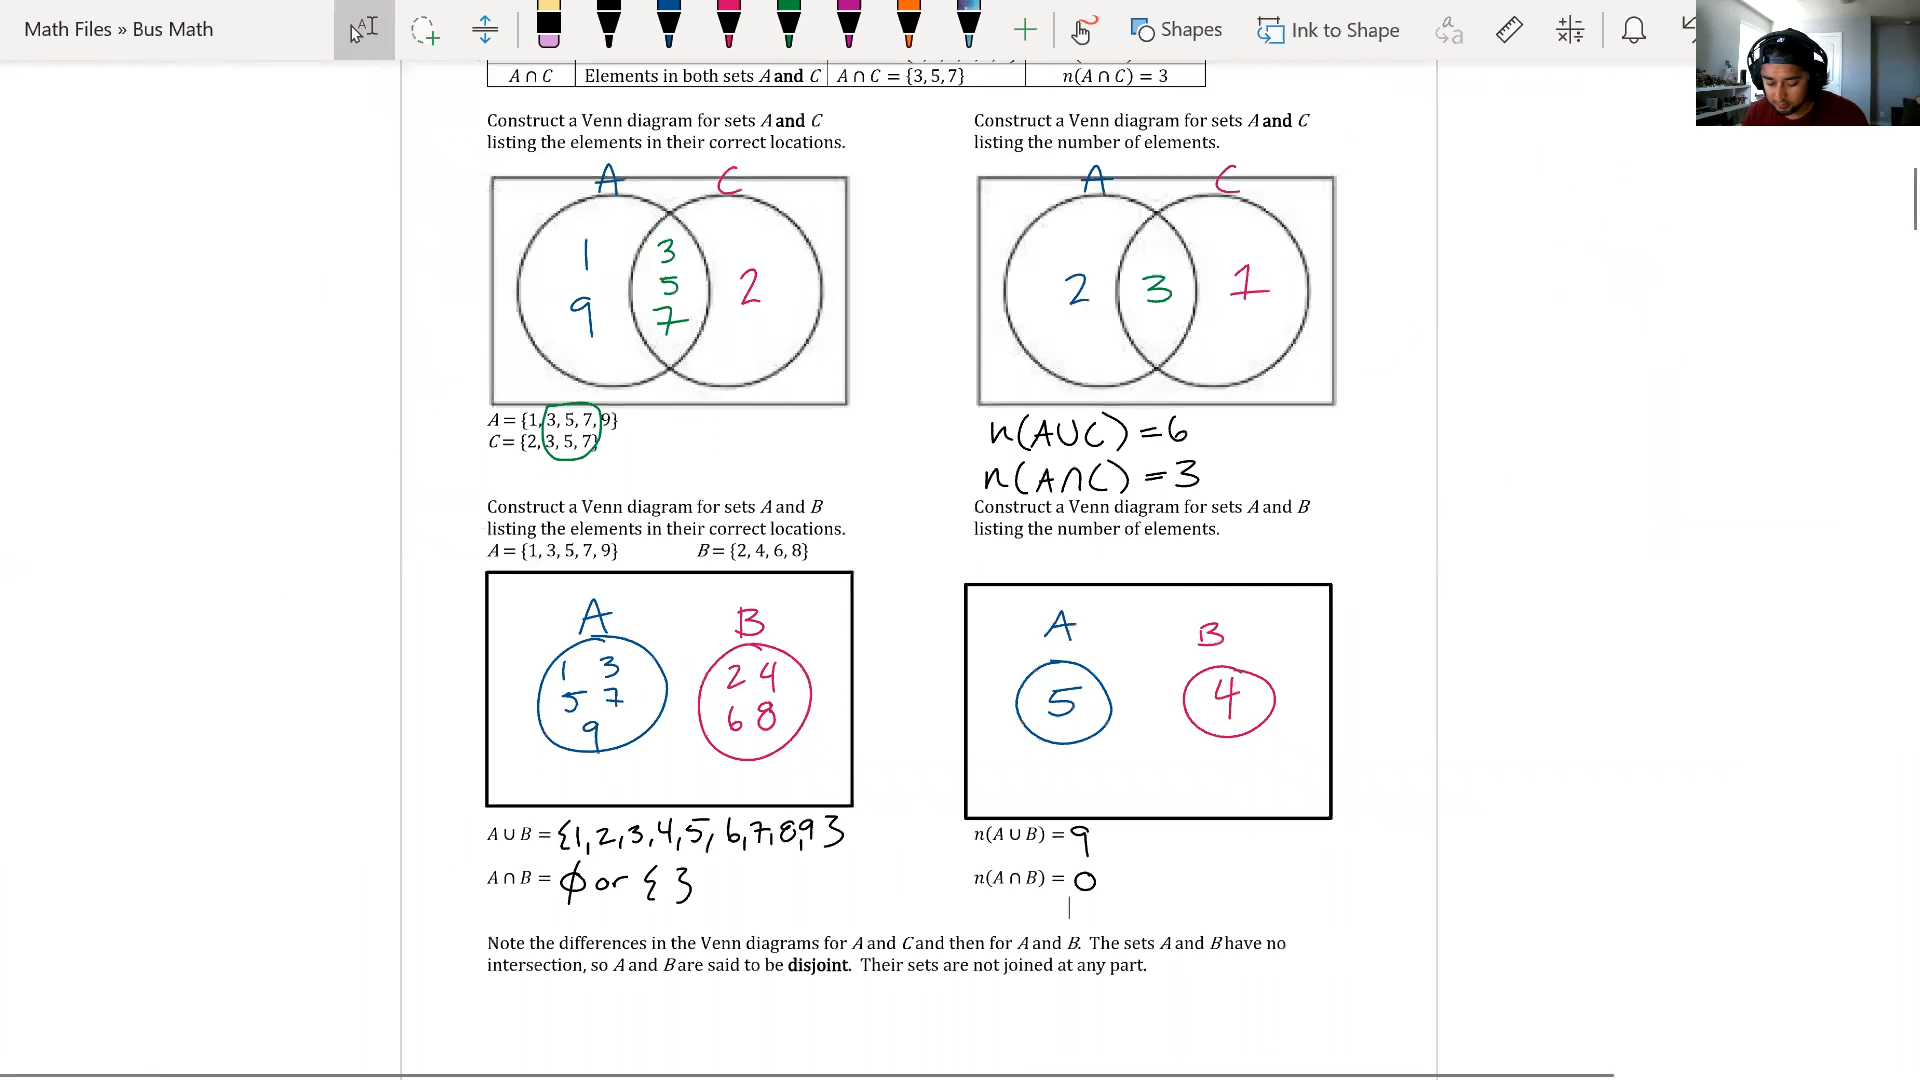 Math Files » Bus Math
Shapes
Ink to Shape
A ∩ C Elements in both sets A and C A ∩ C = {3, 5, 7} n(A ∩ C) = 3
Construct a Venn diagram for sets A and C
listing the elements in their correct locations.
A C
1 3
5 2
9 7
A = {1, 3, 5, 7, 9}
C = {2, 3, 5, 7}
Construct a Venn diagram for sets A and C
listing the number of elements.
A C
2 3 1
n(A∪C) = 6
n(A∩C) = 3
Construct a Venn diagram for sets A and B
listing the elements in their correct locations.
A = {1, 3, 5, 7, 9} B = {2, 4, 6, 8}
A B
1 3 2 4
5 7 6 8
9
A ∪ B = {1,2,3,4,5, 6,7,8,9}
A ∩ B = ϕ or { }
Construct a Venn diagram for sets A and B
listing the number of elements.
A B
5 4
n(A ∪ B) = 9
n(A ∩ B) = 0
Note the differences in the Venn diagrams for A and C and then for A and B. The sets A and B have no
intersection, so A and B are said to be disjoint. Their sets are not joined at any part.